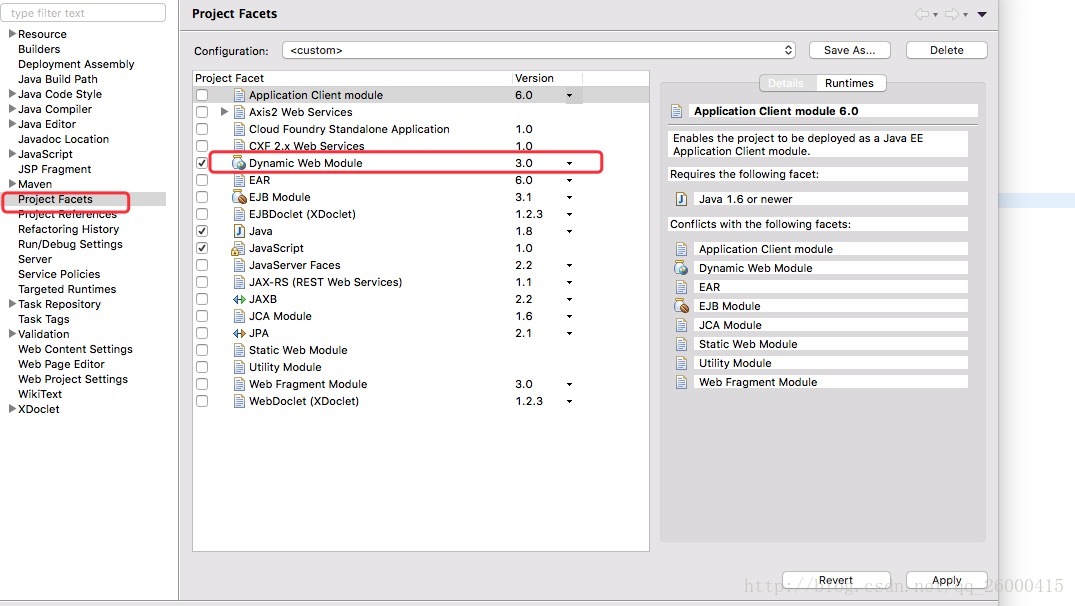 type filter text
Resource
Builders
Deployment Assembly
Java Build Path
Java Code Style
Java Compiler
Java Editor
Javadoc Location
JavaScript
JSP Fragment
Maven
Project Facets
Project References
Refactoring History
Run/Debug Settings
Server
Service Policies
Targeted Runtimes
Task Repository
Task Tags
Validation
Web Content Settings
Web Page Editor
Web Project Settings
WikiText
XDoclet
Project Facets
Configuration: <custom> Save As... Delete
Project Facet Version
Application Client module 6.0
Axis2 Web Services
Cloud Foundry Standalone Application 1.0
CXF 2.x Web Services 1.0
Dynamic Web Module 3.0
EAR 6.0
EJB Module 3.1
EJBDoclet (XDoclet) 1.2.3
Java 1.8
JavaScript 1.0
JavaServer Faces 2.2
JAX-RS (REST Web Services) 1.1
JAXB 2.2
JCA Module 1.6
JPA 2.1
Static Web Module
Utility Module
Web Fragment Module 3.0
WebDoclet (XDoclet) 1.2.3
Details Runtimes
Application Client module 6.0
Enables the project to be deployed as a Java EE
Application Client module.
Requires the following facet:
Java 1.6 or newer
Conflicts with the following facets:
Application Client module
Dynamic Web Module
EAR
EJB Module
JCA Module
Static Web Module
Utility Module
Web Fragment Module
Revert Apply
http://blog.csdn.net/qq_26000415